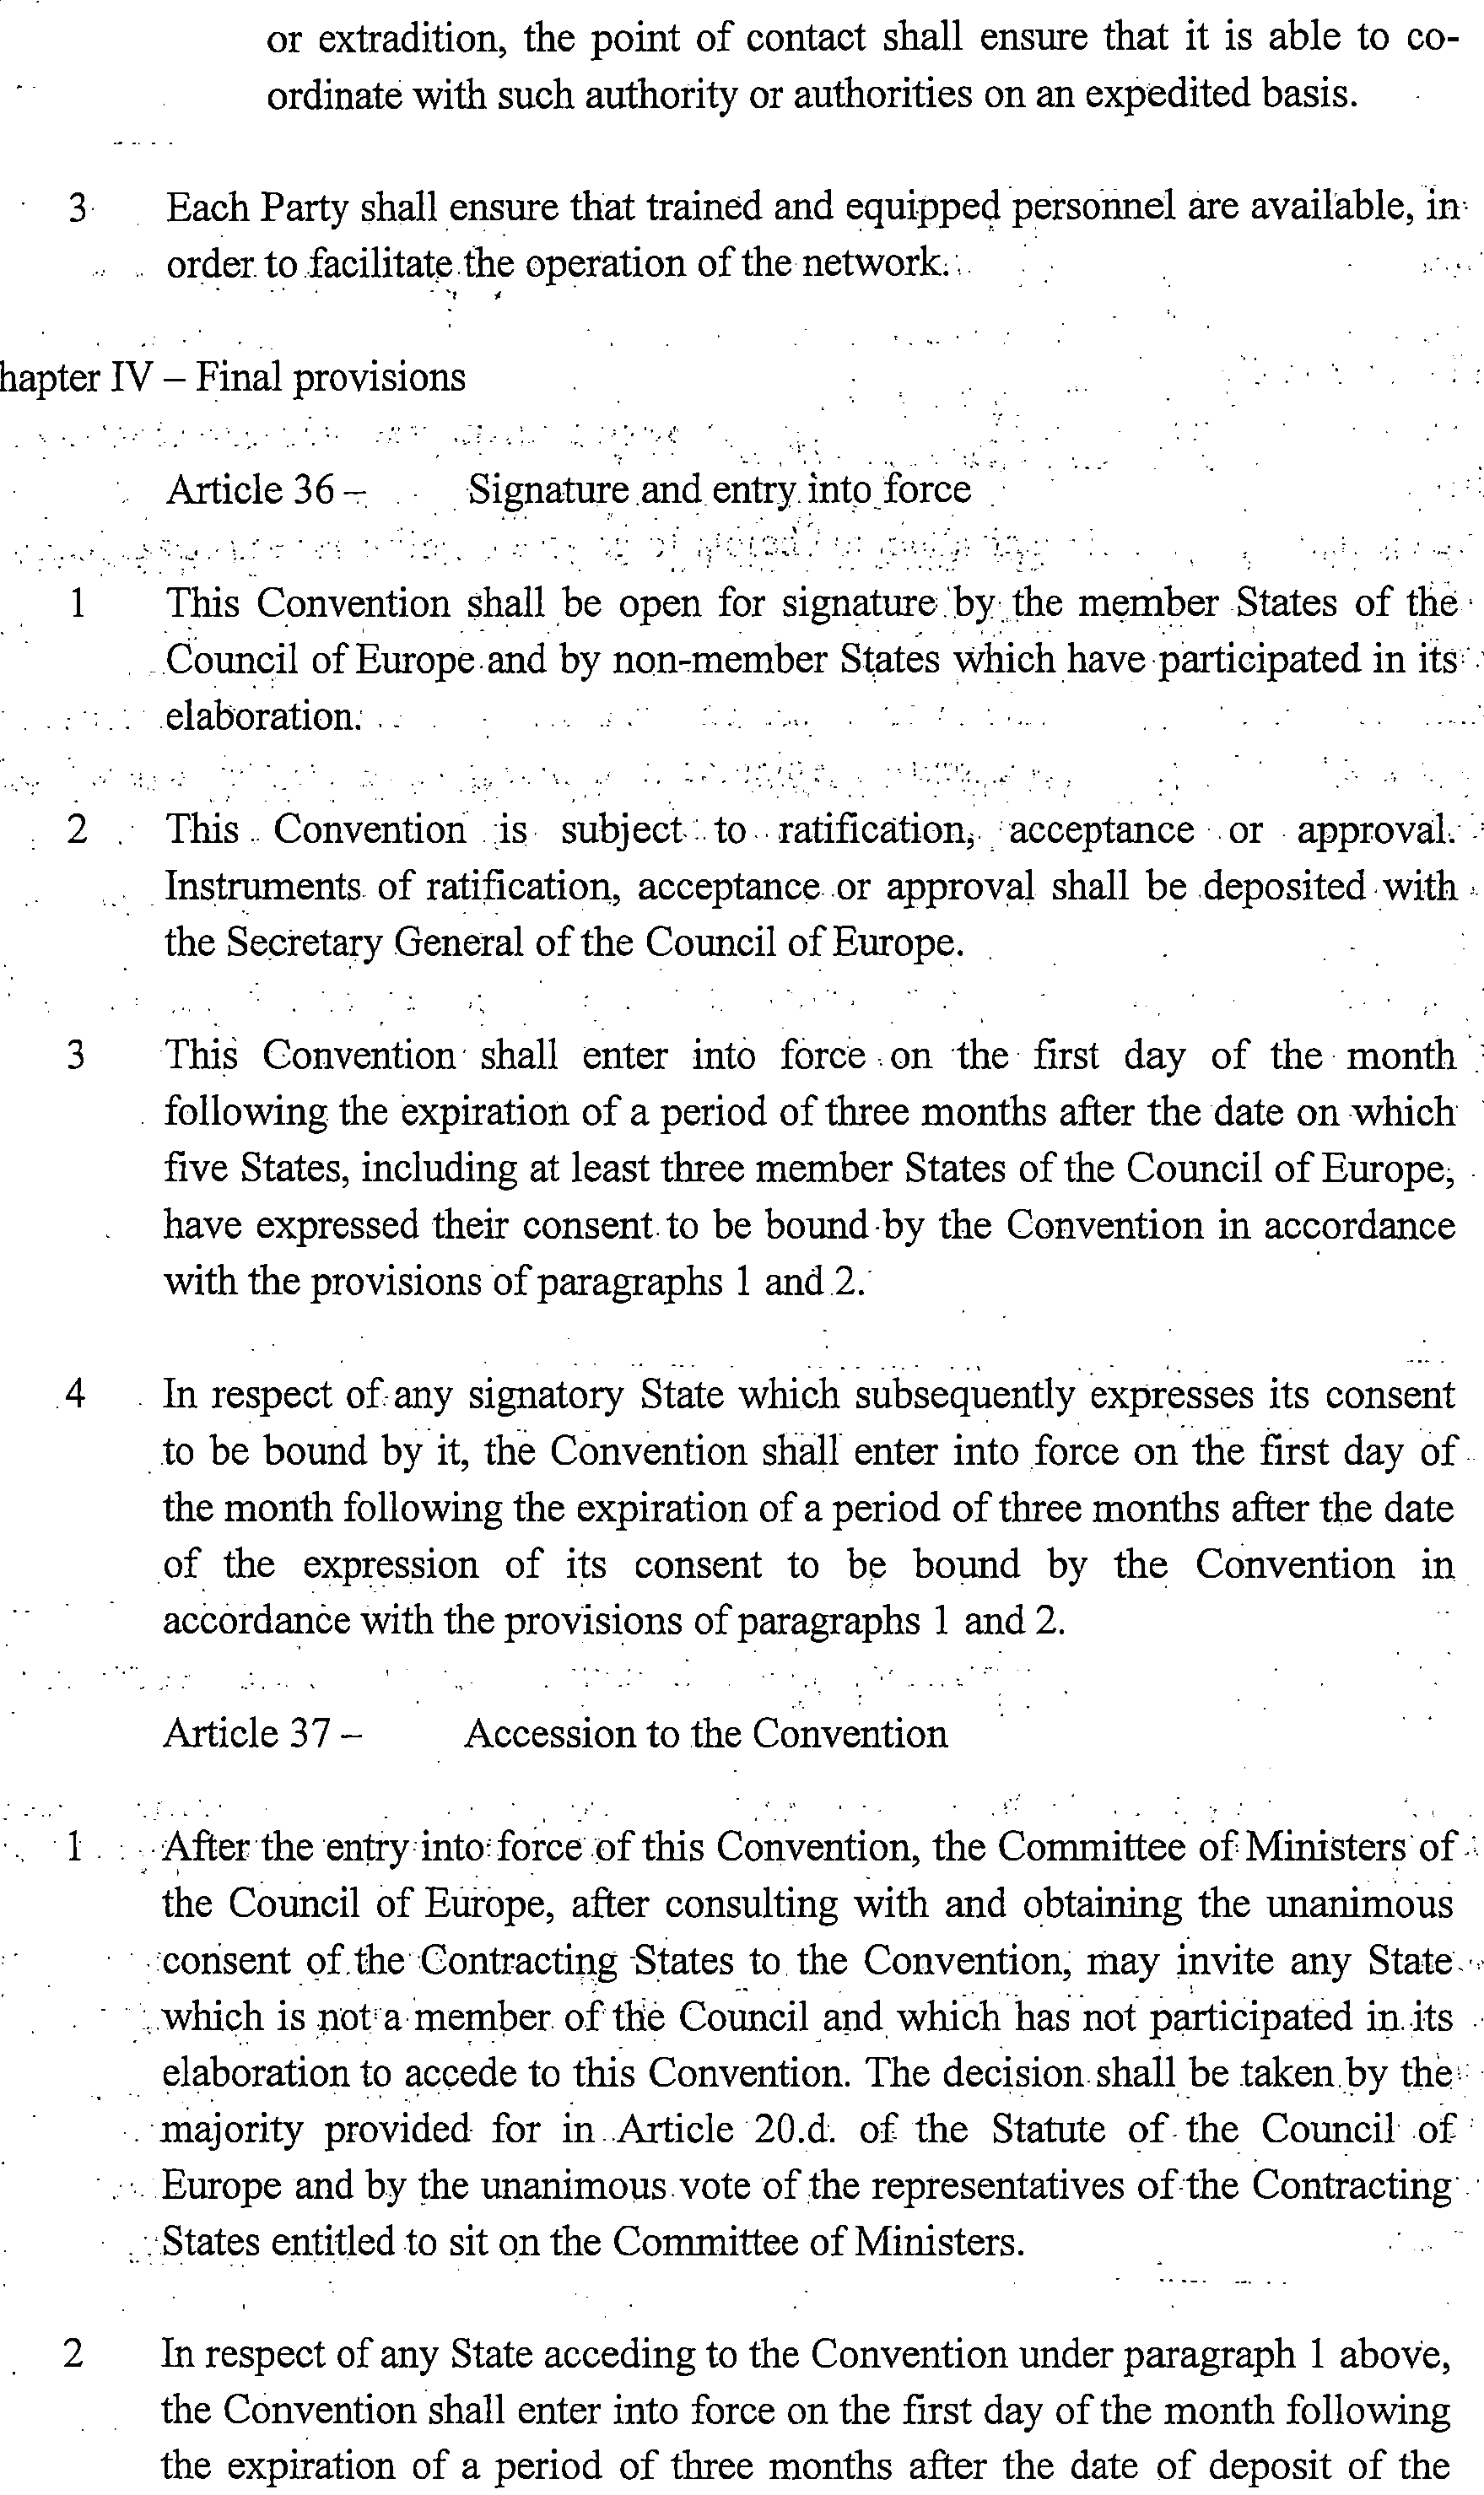 or extradition, the point of contact shall ensure that it is able to co-
ordinate with such authority or authorities on an expedited basis.
3 Each Party shall ensure that trained and equipped personnel are available, in
order to facilitate the operation of the network.
hapter IV – Final provisions
Article 36 – Signature and entry into force
1 This Convention shall be open for signature by the member States of the
Council of Europe and by non-member States which have participated in its
elaboration.
2 This Convention is subject to ratification, acceptance or approval.
Instruments of ratification, acceptance or approval shall be deposited with
the Secretary General of the Council of Europe.
3 This Convention shall enter into force on the first day of the month
following the expiration of a period of three months after the date on which
five States, including at least three member States of the Council of Europe,
have expressed their consent to be bound by the Convention in accordance
with the provisions of paragraphs 1 and 2.
4 In respect of any signatory State which subsequently expresses its consent
to be bound by it, the Convention shall enter into force on the first day of
the month following the expiration of a period of three months after the date
of the expression of its consent to be bound by the Convention in
accordance with the provisions of paragraphs 1 and 2.
Article 37 – Accession to the Convention
1 After the entry into force of this Convention, the Committee of Ministers of
the Council of Europe, after consulting with and obtaining the unanimous
consent of the Contracting States to the Convention, may invite any State
which is not a member of the Council and which has not participated in its
elaboration to accede to this Convention. The decision shall be taken by the
majority provided for in Article 20.d. of the Statute of the Council of
Europe and by the unanimous vote of the representatives of the Contracting
States entitled to sit on the Committee of Ministers.
2 In respect of any State acceding to the Convention under paragraph 1 above,
the Convention shall enter into force on the first day of the month following
the expiration of a period of three months after the date of deposit of the